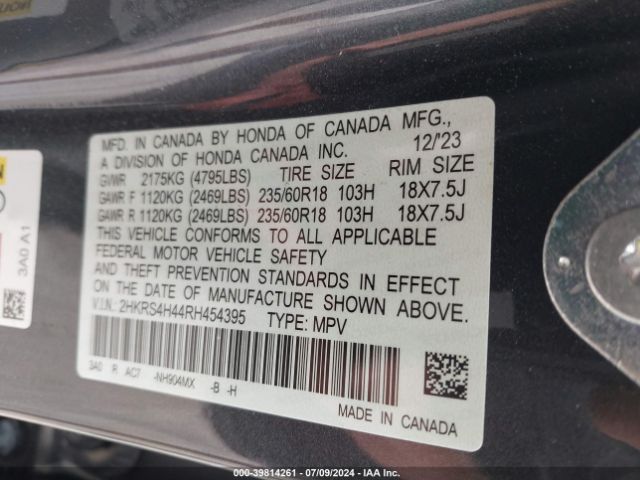 MFD. IN CANADA BY HONDA OF CANADA MFG.,
A DIVISION OF HONDA CANADA INC. 12/'23
GVWR 2175KG (4795LBS) TIRE SIZE RIM SIZE
GAWR F 1120KG (2469LBS) 235/60R18 103H 18X7.5J
GAWR R 1120KG (2469LBS) 235/60R18 103H 18X7.5J
THIS VEHICLE CONFORMS TO ALL APPLICABLE
FEDERAL MOTOR VEHICLE SAFETY
AND THEFT PREVENTION STANDARDS IN EFFECT
ON THE DATE OF MANUFACTURE SHOWN ABOVE.
V.I.N.: 2HKRS4H44RH454395 TYPE: MPV
3A0 R AC7 -NH904MX -B -H
MADE IN CANADA
3A0 A1
000-39814261 - 07/09/2024 - IAA Inc.